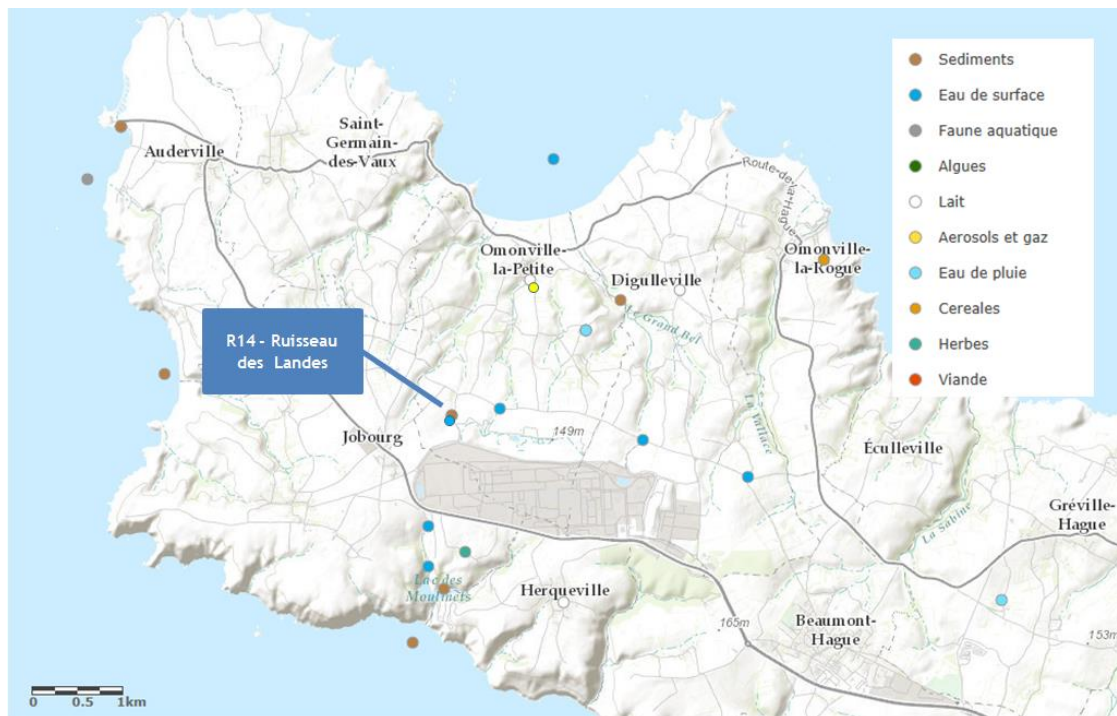 Sediments
Eau de surface
Faune aquatique
Algues
Lait
Aerosols et gaz
Eau de pluie
Cereales
Herbes
Viande
Saint-
Germain-
des-Vaux
Auderville
Route-de-la-Hague
Omonville-
la-Petite
Digulleville
Omonville-
la-Rogue
Le Grand Bel
R14 - Ruisseau
des Landes
La Vallace
Jobourg
149m
Éculleville
Gréville-
Hague
La Sabine
Lac des
Moulinets
Herqueville
165m
Beaumont-
Hague
153m
0 0.5 1km